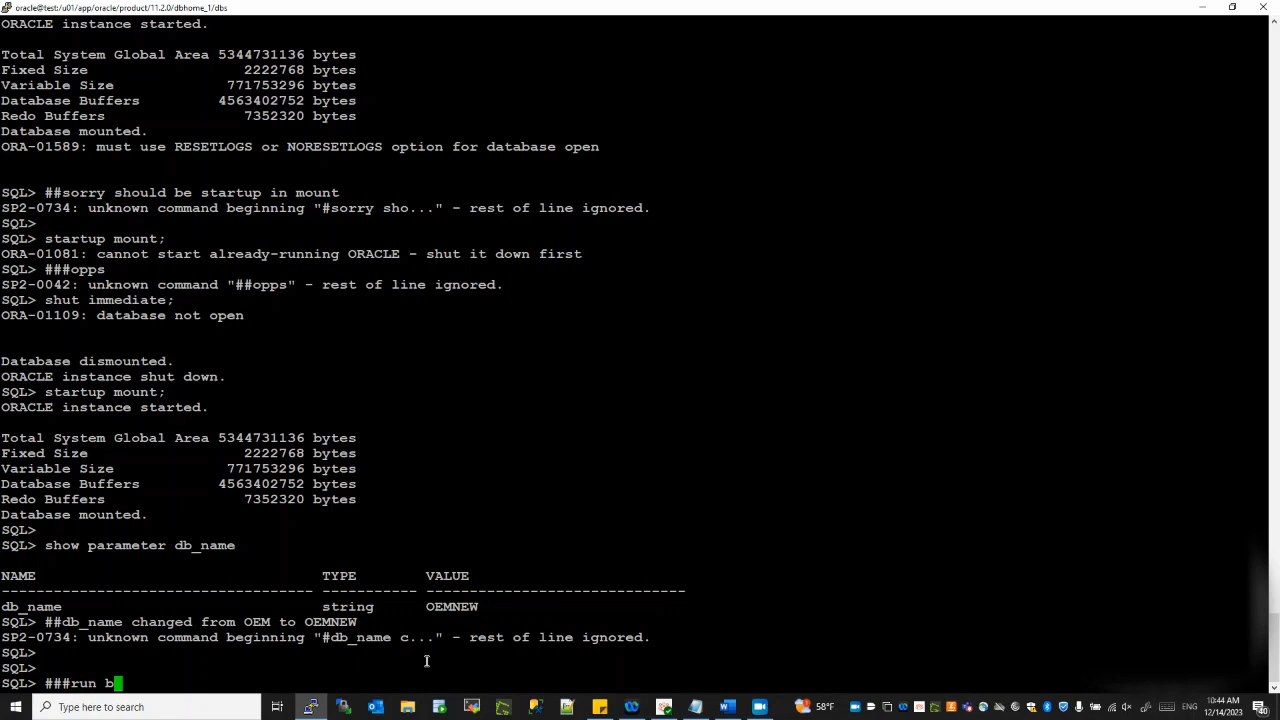 oracle@test:/u01/app/oracle/product/11.2.0/dbhome_1/dbs
ORACLE instance started.
Total System Global Area 5344731136 bytes
Fixed Size                  2222768 bytes
Variable Size             771753296 bytes
Database Buffers         4563402752 bytes
Redo Buffers                7352320 bytes
Database mounted.
ORA-01589: must use RESETLOGS or NORESETLOGS option for database open
SQL> ##sorry should be startup in mount
SP2-0734: unknown command beginning "#sorry sho..." - rest of line ignored.
SQL>
SQL> startup mount;
ORA-01081: cannot start already-running ORACLE - shut it down first
SQL> ###opps
SP2-0042: unknown command "##opps" - rest of line ignored.
SQL> shut immediate;
ORA-01109: database not open
Database dismounted.
ORACLE instance shut down.
SQL> startup mount;
ORACLE instance started.
Total System Global Area 5344731136 bytes
Fixed Size                  2222768 bytes
Variable Size             771753296 bytes
Database Buffers         4563402752 bytes
Redo Buffers                7352320 bytes
Database mounted.
SQL>
SQL> show parameter db_name
NAME                                 TYPE        VALUE
------------------------------------ ----------- ------------------------------
db_name                              string      OEMNEW
SQL> ##db_name changed from OEM to OEMNEW
SP2-0734: unknown command beginning "#db_name c..." - rest of line ignored.
SQL>
SQL>
SQL> ###run b
Type here to search
58°F
ENG
10:44 AM
12/14/2023